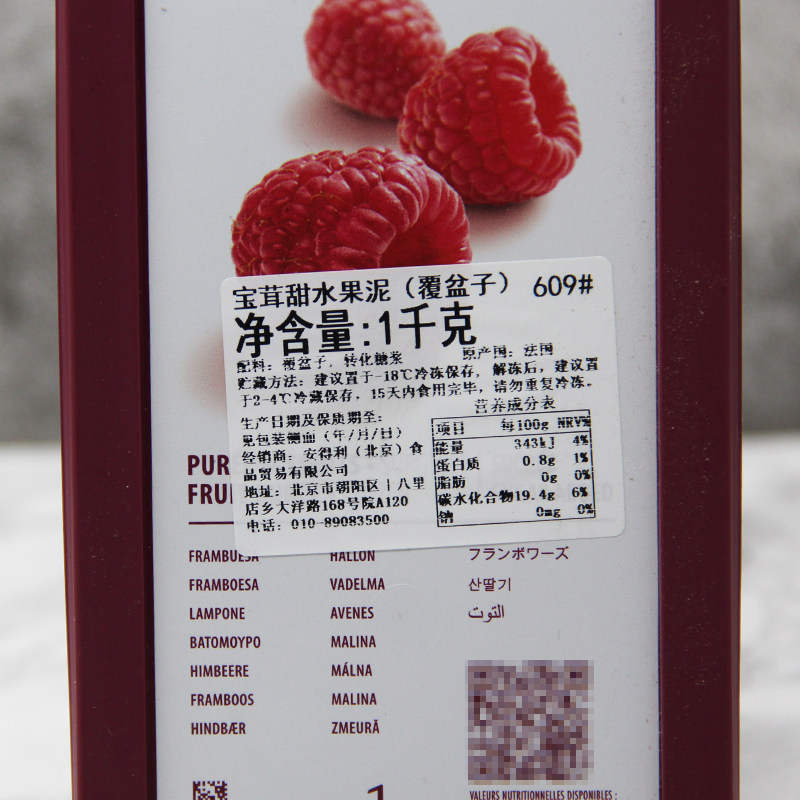 宝茸甜水果泥（覆盆子） 609#
净含量:1千克
配料：覆盆子，转化糖浆 原产国：法国
贮藏方法：建议置于-18℃冷冻保存，解冻后，建议置
于2-4℃冷藏保存，15天内食用完毕，请勿重复冷冻。
生产日期及保质期至：
见包装侧面（年/月/日）
经销商：安得利（北京）食
品贸易有限公司
地址：北京市朝阳区十八里
店乡大洋路168号院A120
电话：010-89083500
营养成分表
项目 每100g NRV%
能量 343kJ 4%
蛋白质 0.8g 1%
脂肪 0g 0%
碳水化合物 19.4g 6%
钠 0mg 0%
PUR
FRUI
FRAMBUESA
FRAMBOESA
LAMPONE
ΒΑΤΟΜΟΥΡΟ
HIMBEERE
FRAMBOOS
HINDBÆR
HALLON
VADELMA
AVENES
MALINA
MÁLNA
MALINA
ZMEURĂ
フランボワーズ
산딸기
التوت
1
VALEURS NUTRITIONNELLES DISPONIBLES :